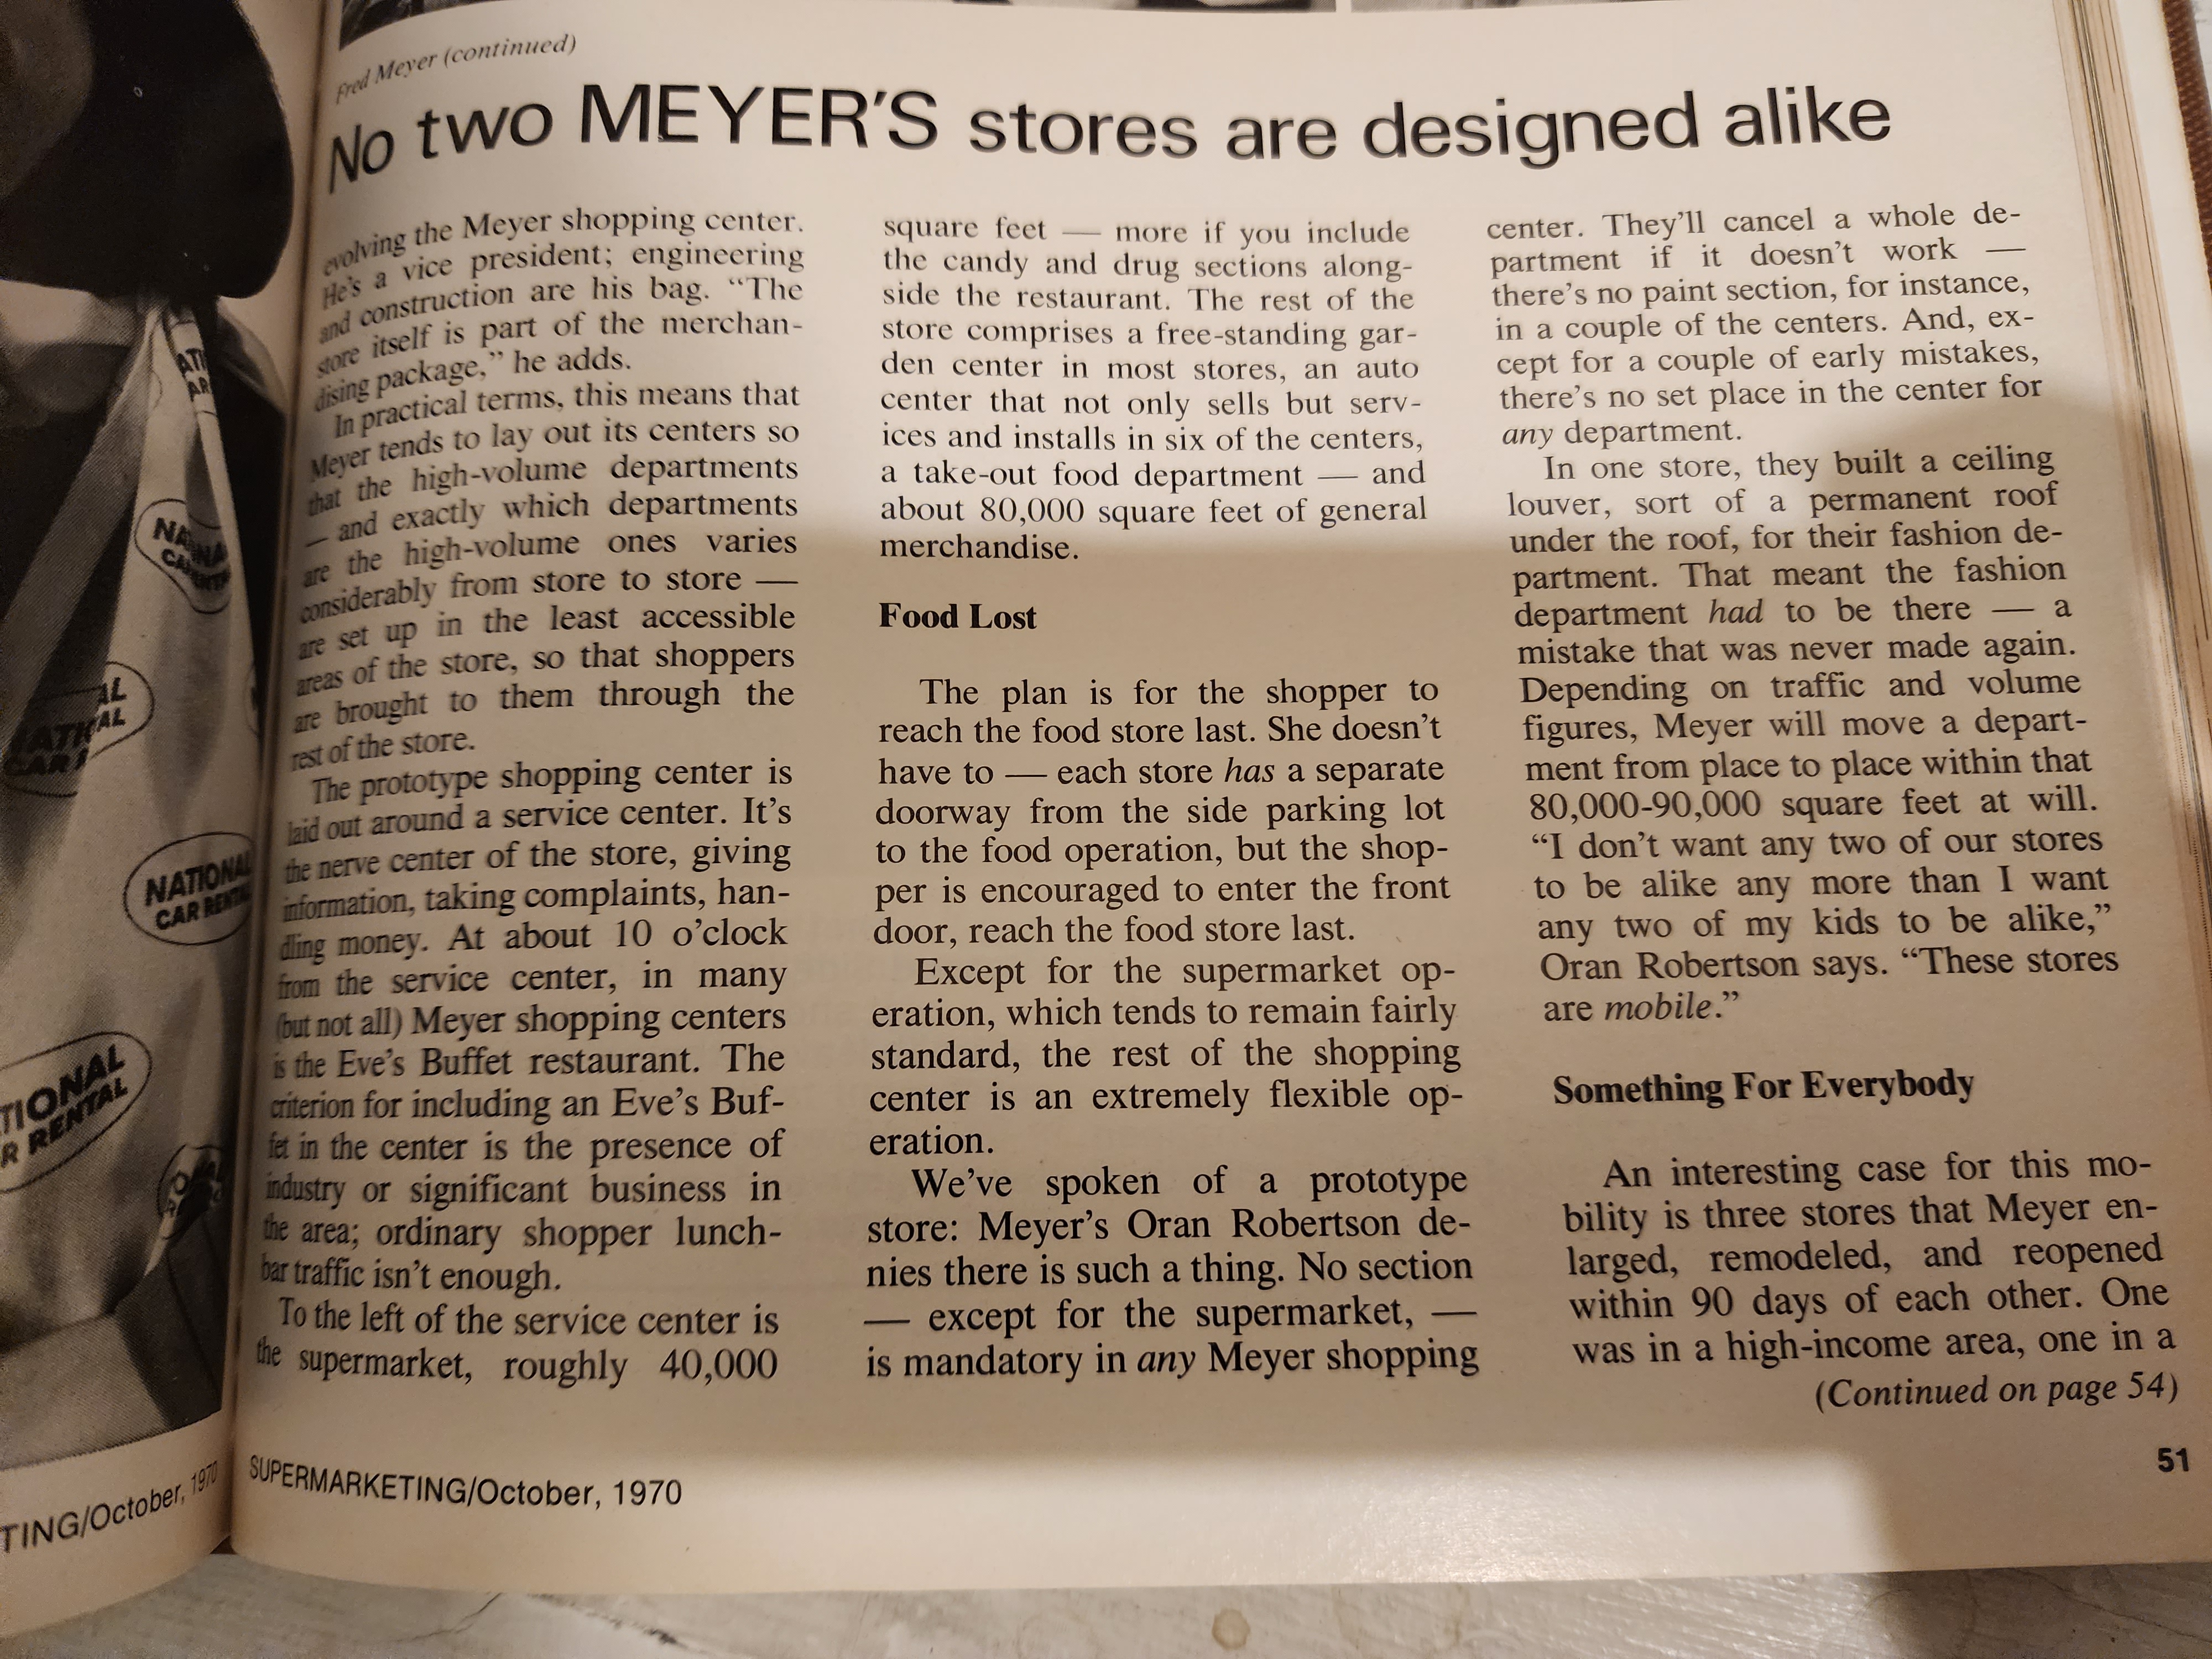 Fred Meyer (continued)
No two MEYER'S stores are designed alike
evolving the Meyer shopping center.
He's a vice president; engineering
and construction are his bag. “The
store itself is part of the merchan-
dising package,” he adds.
In practical terms, this means that
Meyer tends to lay out its centers so
that the high-volume departments
— and exactly which departments
are the high-volume ones varies
considerably from store to store —
are set up in the least accessible
areas of the store, so that shoppers
are brought to them through the
rest of the store.
The prototype shopping center is
laid out around a service center. It's
the nerve center of the store, giving
information, taking complaints, han-
dling money. At about 10 o'clock
from the service center, in many
(but not all) Meyer shopping centers
is the Eve's Buffet restaurant. The
criterion for including an Eve's Buf-
fet in the center is the presence of
industry or significant business in
the area; ordinary shopper lunch-
bar traffic isn't enough.
To the left of the service center is
the supermarket, roughly 40,000
square feet — more if you include
the candy and drug sections along-
side the restaurant. The rest of the
store comprises a free-standing gar-
den center in most stores, an auto
center that not only sells but serv-
ices and installs in six of the centers,
a take-out food department — and
about 80,000 square feet of general
merchandise.
Food Lost
The plan is for the shopper to
reach the food store last. She doesn't
have to — each store has a separate
doorway from the side parking lot
to the food operation, but the shop-
per is encouraged to enter the front
door, reach the food store last.
Except for the supermarket op-
eration, which tends to remain fairly
standard, the rest of the shopping
center is an extremely flexible op-
eration.
We've spoken of a prototype
store: Meyer's Oran Robertson de-
nies there is such a thing. No section
— except for the supermarket, —
is mandatory in any Meyer shopping
center. They'll cancel a whole de-
partment if it doesn't work —
there's no paint section, for instance,
in a couple of the centers. And, ex-
cept for a couple of early mistakes,
there's no set place in the center for
any department.
In one store, they built a ceiling
louver, sort of a permanent roof
under the roof, for their fashion de-
partment. That meant the fashion
department had to be there — a
mistake that was never made again.
Depending on traffic and volume
figures, Meyer will move a depart-
ment from place to place within that
80,000-90,000 square feet at will.
“I don't want any two of our stores
to be alike any more than I want
any two of my kids to be alike,”
Oran Robertson says. “These stores
are mobile.”
Something For Everybody
An interesting case for this mo-
bility is three stores that Meyer en-
larged, remodeled, and reopened
within 90 days of each other. One
was in a high-income area, one in a
(Continued on page 54)
SUPERMARKETING/October, 1970
51
TING/October, 1970
NATIONAL
CAR RENTAL
TIONAL
R RENTAL